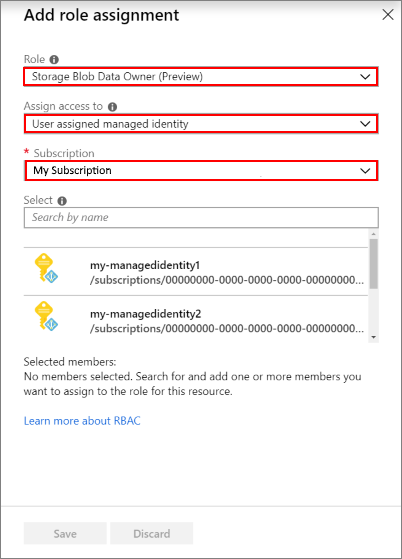 Add role assignment
Role
Storage Blob Data Owner (Preview)
Assign access to
User assigned managed identity
* Subscription
My Subscription
Select
Search by name
my-managedidentity1
/subscriptions/00000000-0000-0000-0000-00000000...
my-managedidentity2
/subscriptions/00000000-0000-0000-0000-00000000...
Selected members:
No members selected. Search for and add one or more members you
want to assign to the role for this resource.
Learn more about RBAC
Save
Discard